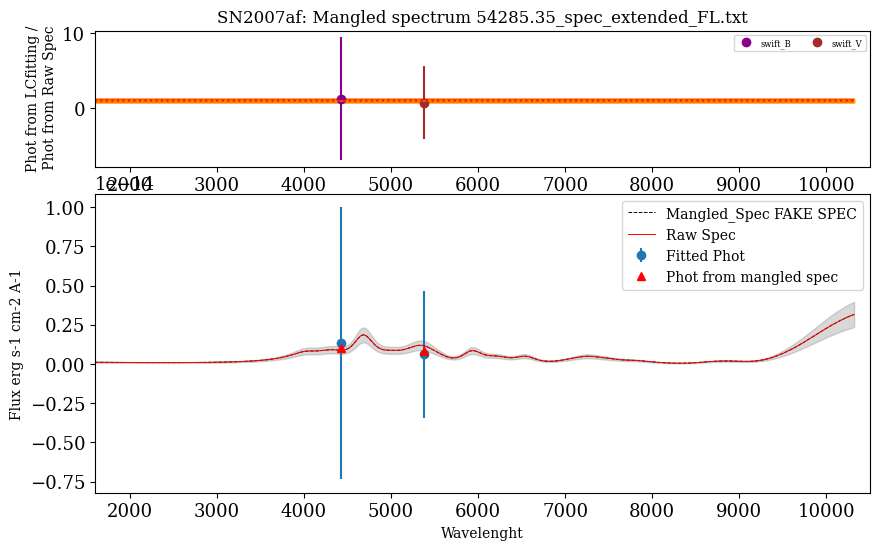 SN2007af: Mangled spectrum 54285.35_spec_extended_FL.txt
Phot from LCfitting /
Phot from Raw Spec
10
0
swift_B
swift_V
2000 3000 4000 5000 6000 7000 8000 9000 10000
1e−14
1.00
0.75
0.50
0.25
0.00
−0.25
−0.50
−0.75
Flux erg s-1 cm-2 A-1
Mangled_Spec FAKE SPEC
Raw Spec
Fitted Phot
Phot from mangled spec
2000 3000 4000 5000 6000 7000 8000 9000 10000
Wavelenght